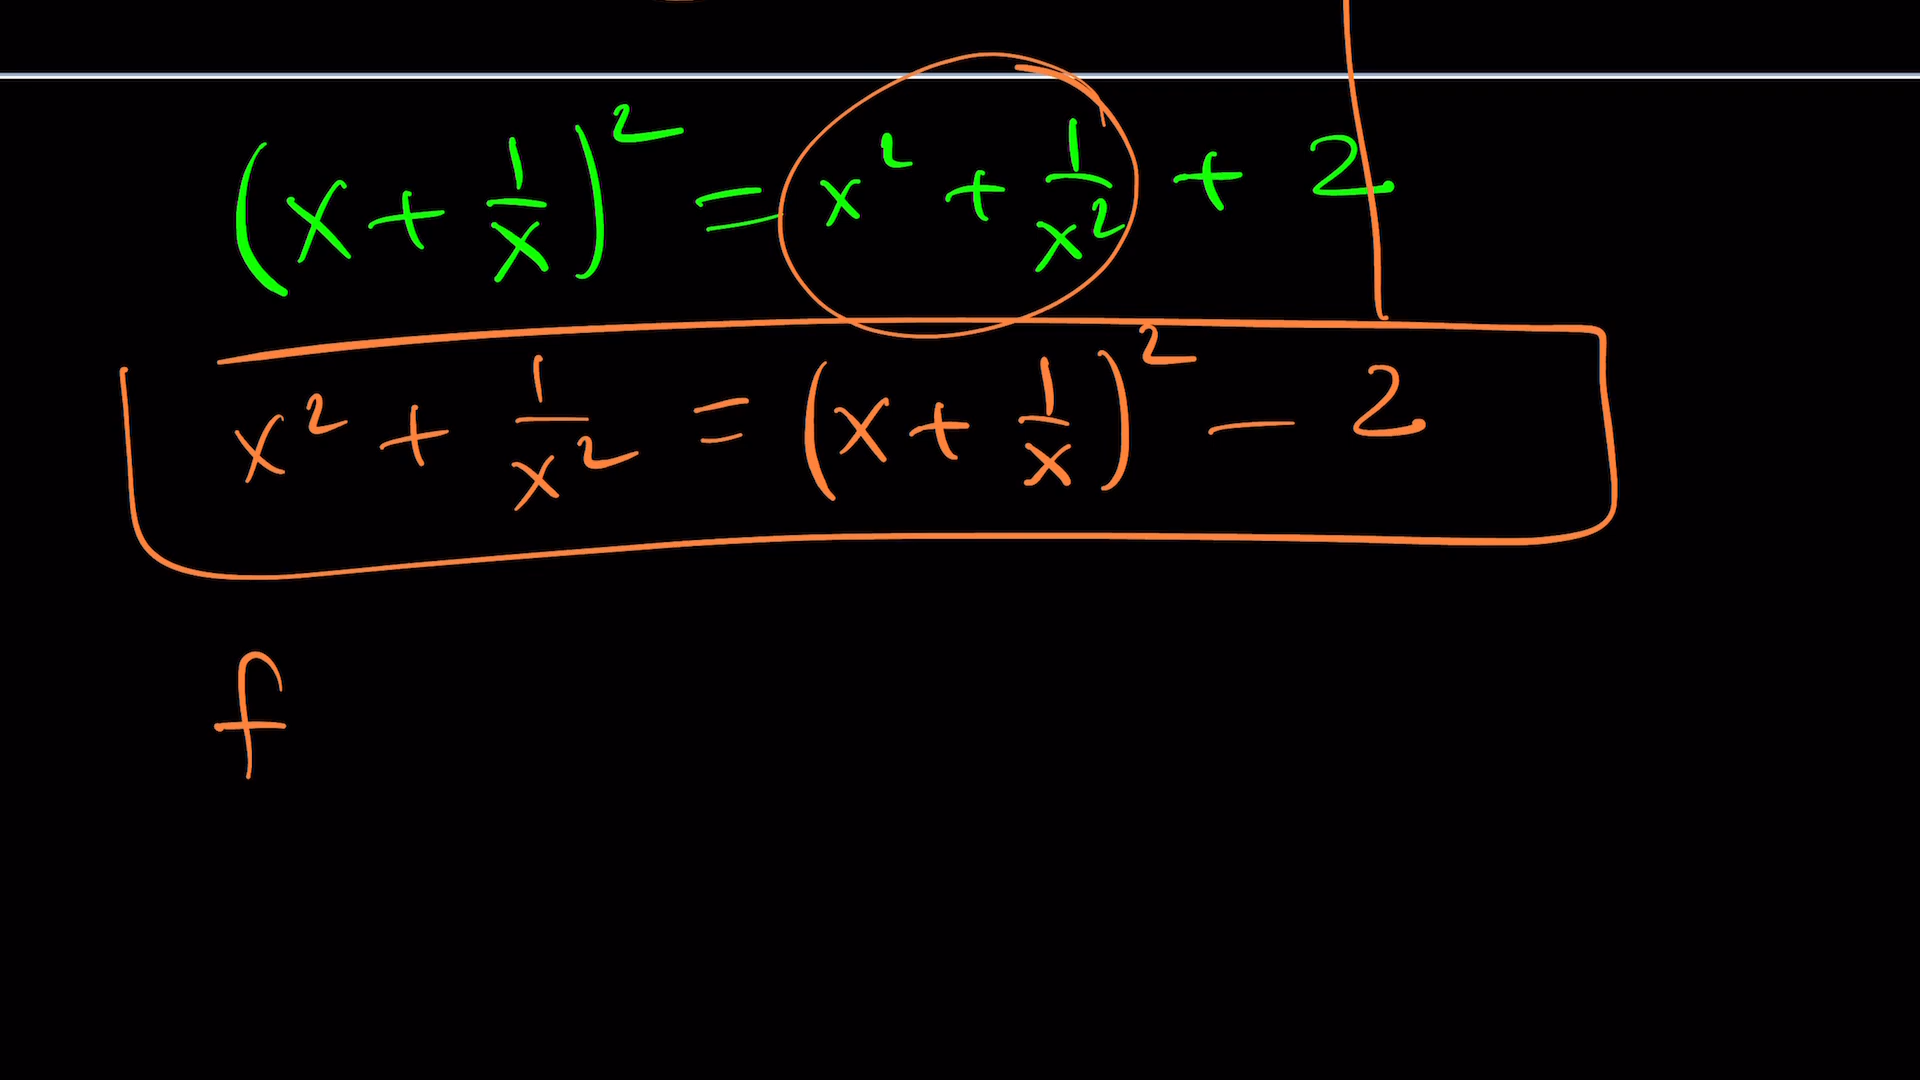 (x + 1/x)² = x² + 1/x² + 2
x² + 1/x² = (x + 1/x)² - 2
f